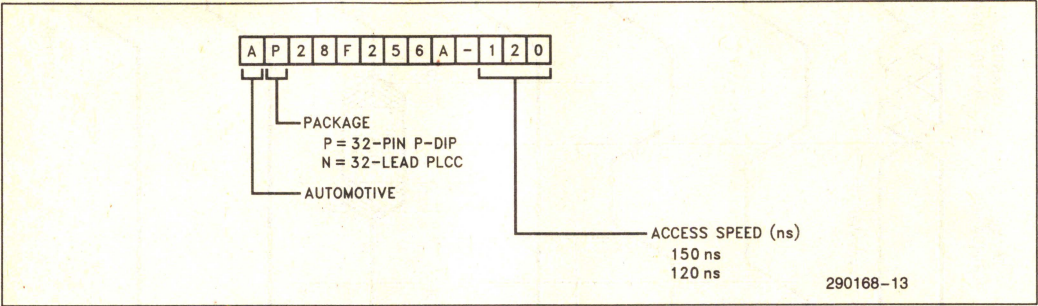 AP28F256A-120
PACKAGE
P = 32-PIN P-DIP
N = 32-LEAD PLCC
AUTOMOTIVE
ACCESS SPEED (ns)
150 ns
120 ns
290168-13